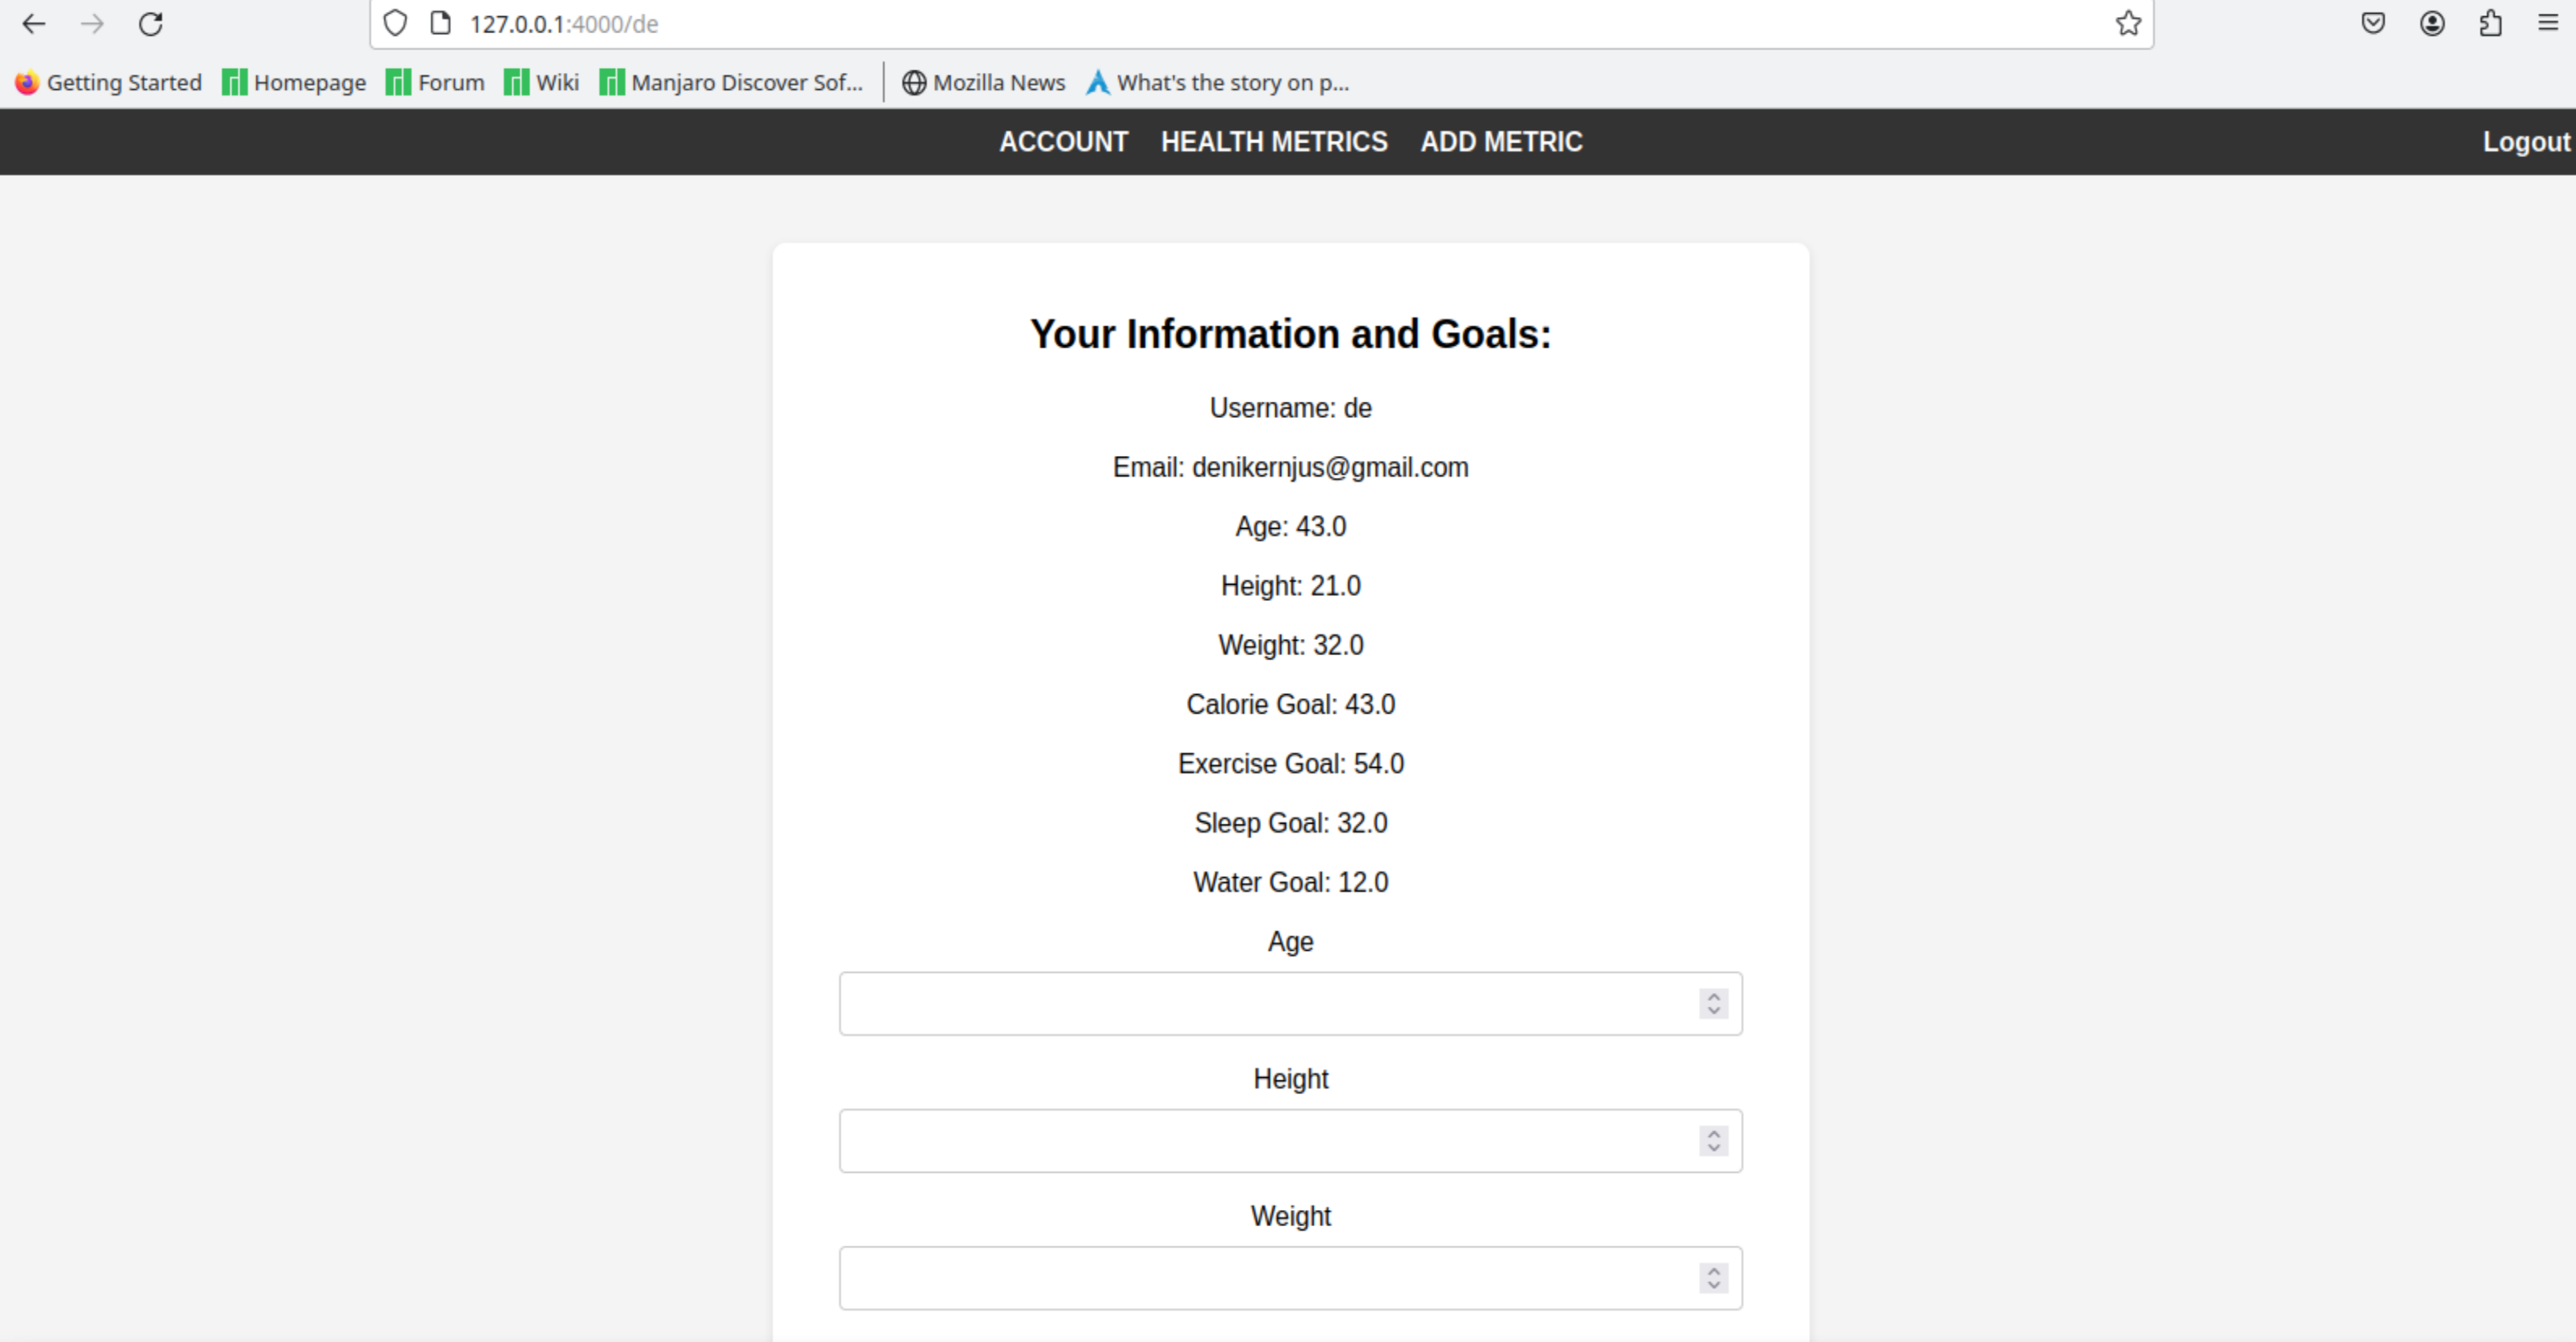 127.0.0.1:4000/de
Getting Started Homepage Forum Wiki Manjaro Discover Sof... Mozilla News What's the story on p...
ACCOUNT HEALTH METRICS ADD METRIC Logout
Your Information and Goals:
Username: de
Email: denikernjus@gmail.com
Age: 43.0
Height: 21.0
Weight: 32.0
Calorie Goal: 43.0
Exercise Goal: 54.0
Sleep Goal: 32.0
Water Goal: 12.0
Age
Height
Weight